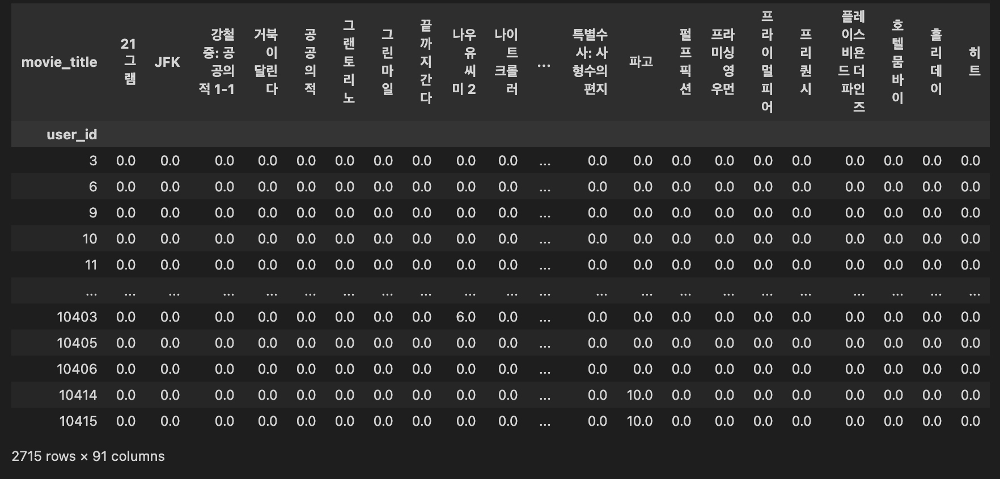 movie_title 21 그램 JFK 강철중: 공공의 적 1-1 거북이 달린다 공공의 적 그랜토리노 그린 마일 끝까지 간다 나우 유 씨 미 2 나이트 크롤러 ... 특별수사: 사형수의 편지 파고 펄프 픽션 프라미싱 영 우먼 프라이멀 피어 프리퀀시 플레이스 비욘드 더 파인즈 호텔 뭄바이 홀리데이 히트
user_id
3 0.0 0.0 0.0 0.0 0.0 0.0 0.0 0.0 0.0 0.0 ... 0.0 0.0 0.0 0.0 0.0 0.0 0.0 0.0 0.0 0.0
6 0.0 0.0 0.0 0.0 0.0 0.0 0.0 0.0 0.0 0.0 ... 0.0 0.0 0.0 0.0 0.0 0.0 0.0 0.0 0.0 0.0
9 0.0 0.0 0.0 0.0 0.0 0.0 0.0 0.0 0.0 0.0 ... 0.0 0.0 0.0 0.0 0.0 0.0 0.0 0.0 0.0 0.0
10 0.0 0.0 0.0 0.0 0.0 0.0 0.0 0.0 0.0 0.0 ... 0.0 0.0 0.0 0.0 0.0 0.0 0.0 0.0 0.0 0.0
11 0.0 0.0 0.0 0.0 0.0 0.0 0.0 0.0 0.0 0.0 ... 0.0 0.0 0.0 0.0 0.0 0.0 0.0 0.0 0.0 0.0
... ... ... ... ... ... ... ... ... ... ... ... ... ... ... ... ... ... ... ... ... ...
10403 0.0 0.0 0.0 0.0 0.0 0.0 0.0 0.0 6.0 0.0 ... 0.0 0.0 0.0 0.0 0.0 0.0 0.0 0.0 0.0 0.0
10405 0.0 0.0 0.0 0.0 0.0 0.0 0.0 0.0 0.0 0.0 ... 0.0 0.0 0.0 0.0 0.0 0.0 0.0 0.0 0.0 0.0
10406 0.0 0.0 0.0 0.0 0.0 0.0 0.0 0.0 0.0 0.0 ... 0.0 0.0 0.0 0.0 0.0 0.0 0.0 0.0 0.0 0.0
10414 0.0 0.0 0.0 0.0 0.0 0.0 0.0 0.0 0.0 0.0 ... 0.0 10.0 0.0 0.0 0.0 0.0 0.0 0.0 0.0 0.0
10415 0.0 0.0 0.0 0.0 0.0 0.0 0.0 0.0 0.0 0.0 ... 0.0 10.0 0.0 0.0 0.0 0.0 0.0 0.0 0.0 0.0
2715 rows × 91 columns